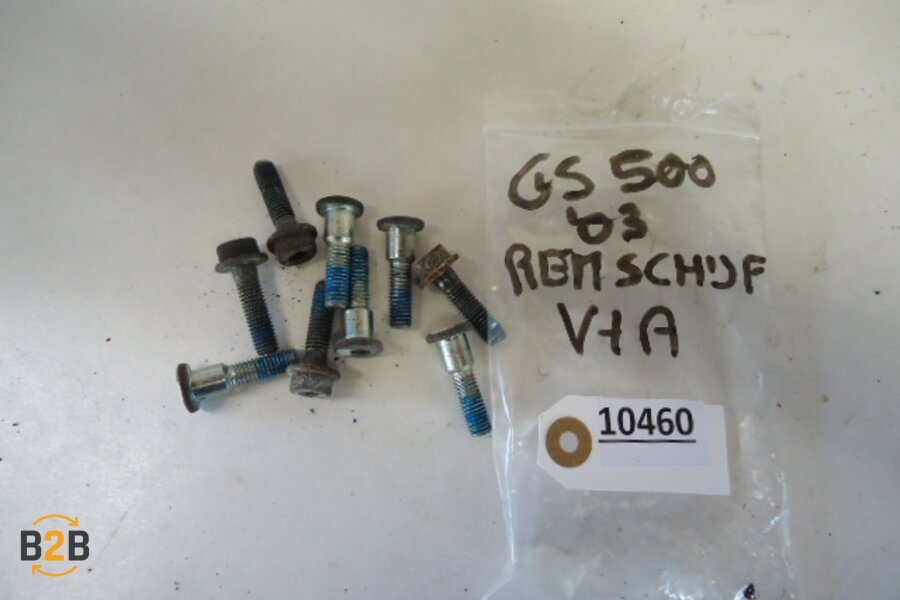 GS 500
03
REMSCHIJF
V+A
10460
B2B